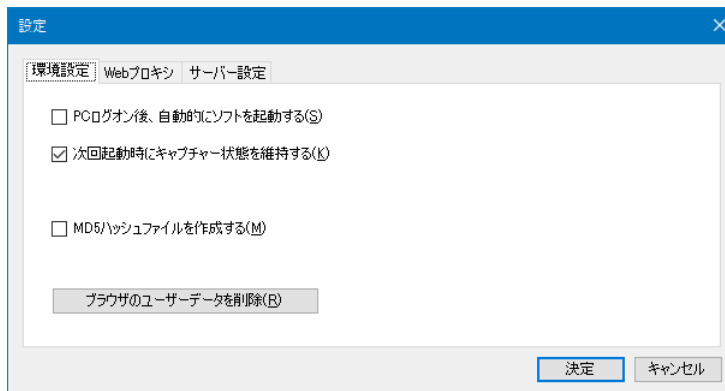 設定
環境設定 Webプロキシ サーバー設定
PCログオン後、自動的にソフトを起動する(S)
次回起動時にキャプチャー状態を維持する(K)
MD5ハッシュファイルを作成する(M)
ブラウザのユーザーデータを削除(R)
決定 キャンセル